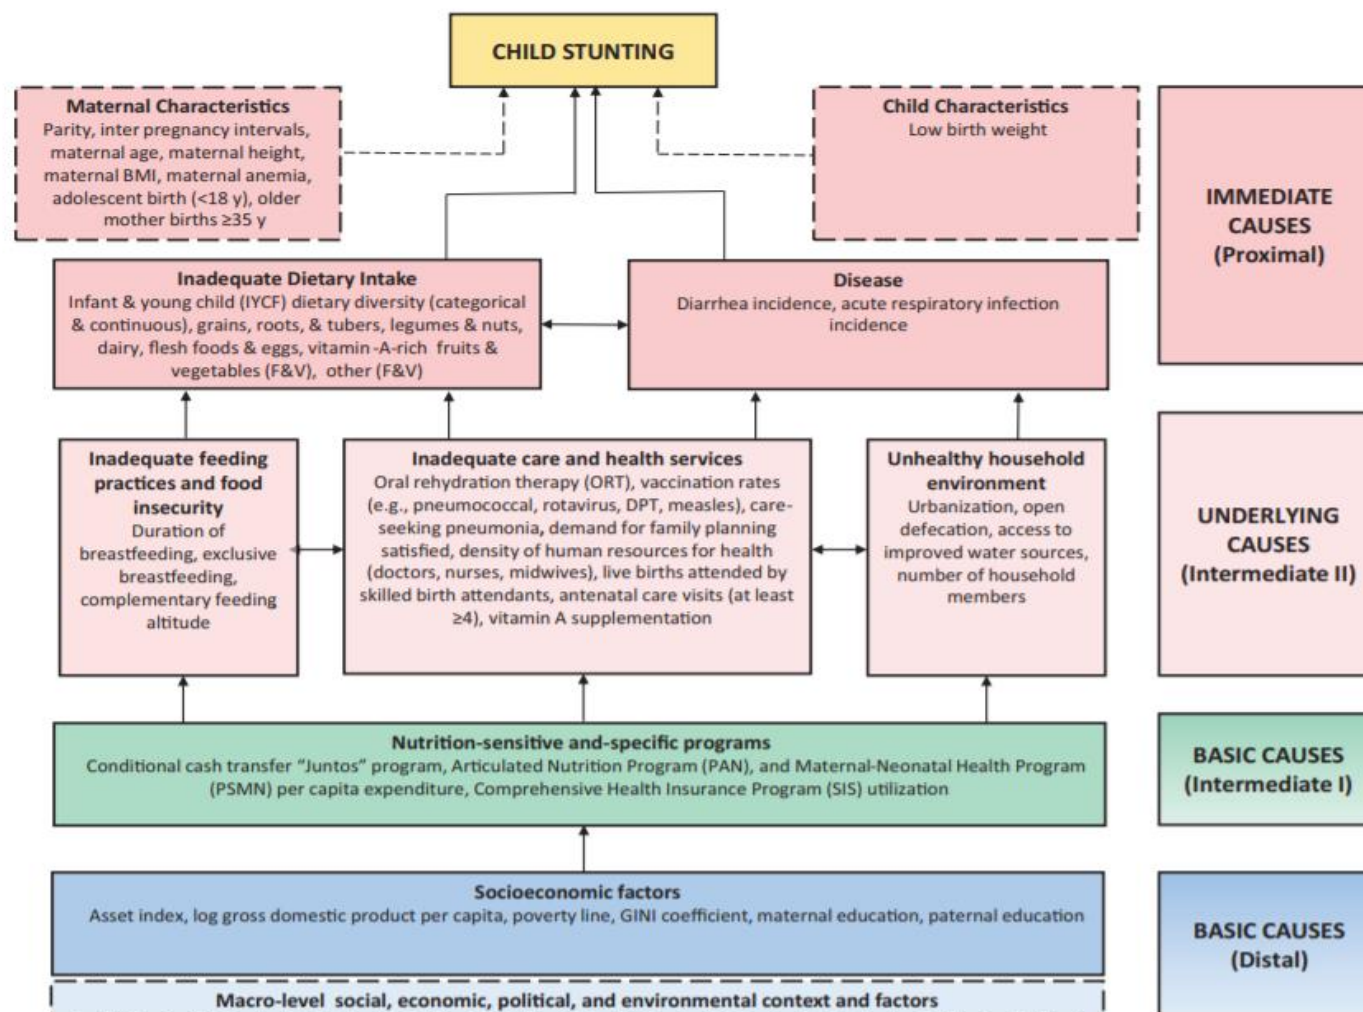 CHILD STUNTING
Maternal Characteristics
Parity, inter pregnancy intervals,
maternal age, maternal height,
maternal BMI, maternal anemia,
adolescent birth (<18 y), older
mother births ≥35 y
Child Characteristics
Low birth weight
IMMEDIATE
CAUSES
(Proximal)
Inadequate Dietary Intake
Infant & young child (IYCF) dietary diversity (categorical
& continuous), grains, roots, & tubers, legumes & nuts,
dairy, flesh foods & eggs, vitamin-A-rich fruits &
vegetables (F&V), other (F&V)
Disease
Diarrhea incidence, acute respiratory infection
incidence
Inadequate feeding
practices and food
insecurity
Duration of
breastfeeding, exclusive
breastfeeding,
complementary feeding
altitude
Inadequate care and health services
Oral rehydration therapy (ORT), vaccination rates
(e.g., pneumococcal, rotavirus, DPT, measles), care-
seeking pneumonia, demand for family planning
satisfied, density of human resources for health
(doctors, nurses, midwives), live births attended by
skilled birth attendants, antenatal care visits (at least
≥4), vitamin A supplementation
Unhealthy household
environment
Urbanization, open
defecation, access to
improved water sources,
number of household
members
UNDERLYING
CAUSES
(Intermediate II)
Nutrition-sensitive and-specific programs
Conditional cash transfer “Juntos” program, Articulated Nutrition Program (PAN), and Maternal-Neonatal Health Program
(PSMN) per capita expenditure, Comprehensive Health Insurance Program (SIS) utilization
BASIC CAUSES
(Intermediate I)
Socioeconomic factors
Asset index, log gross domestic product per capita, poverty line, GINI coefficient, maternal education, paternal education
BASIC CAUSES
(Distal)
Macro-level social, economic, political, and environmental context and factors